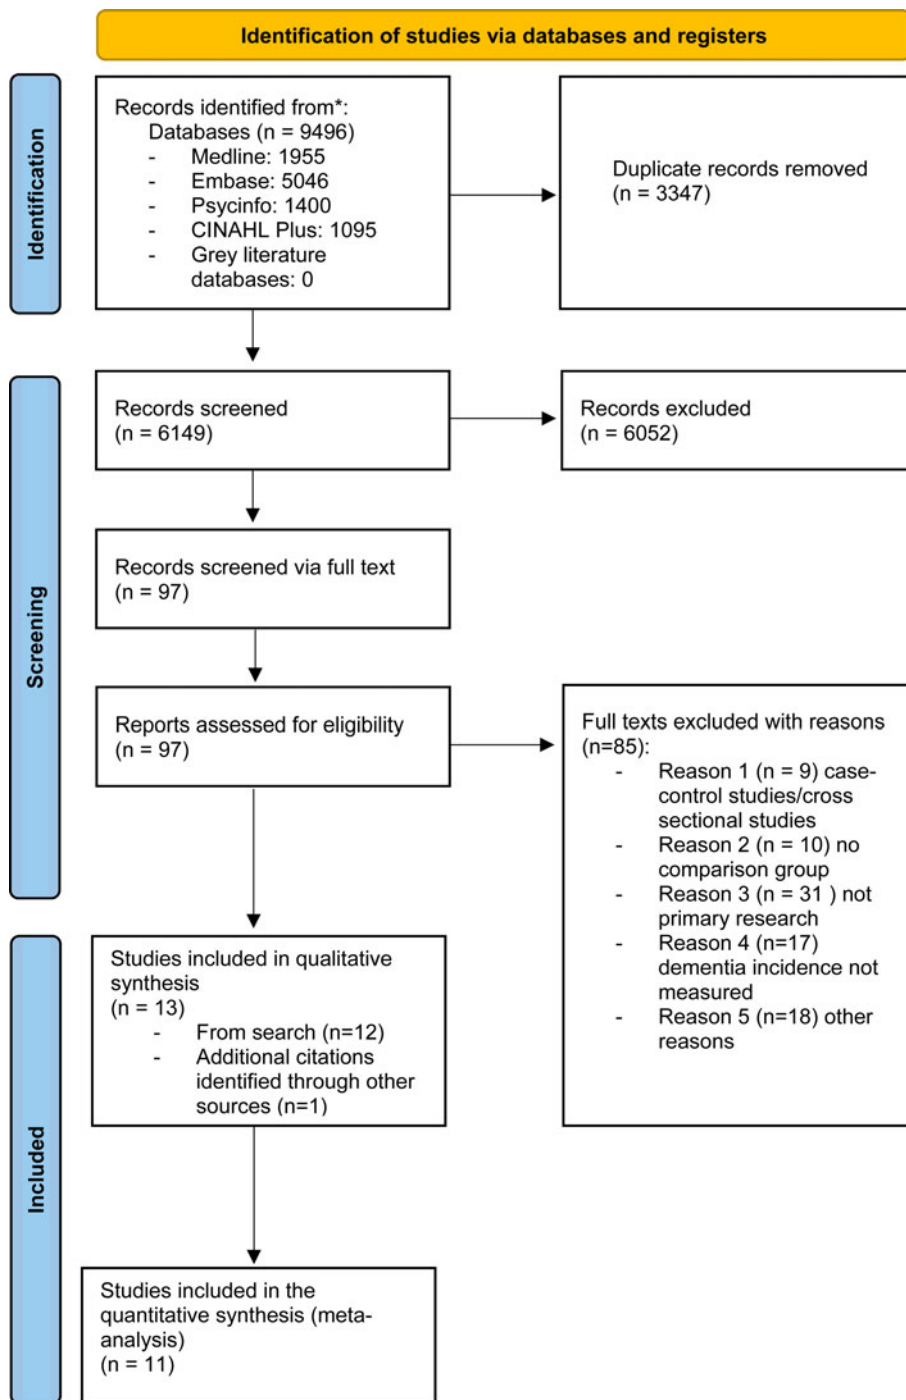 Identification of studies via databases and registers
Identification
Records identified from*:
Databases (n = 9496)
- Medline: 1955
- Embase: 5046
- Psycinfo: 1400
- CINAHL Plus: 1095
- Grey literature
databases: 0
Duplicate records removed
(n = 3347)
Screening
Records screened
(n = 6149)
Records excluded
(n = 6052)
Records screened via full text
(n = 97)
Reports assessed for eligibility
(n = 97)
Full texts excluded with reasons
(n=85):
- Reason 1 (n = 9) case-
control studies/cross
sectional studies
- Reason 2 (n = 10) no
comparison group
- Reason 3 (n = 31 ) not
primary research
- Reason 4 (n=17)
dementia incidence not
measured
- Reason 5 (n=18) other
reasons
Included
Studies included in qualitative
synthesis
(n = 13)
- From search (n=12)
- Additional citations
identified through other
sources (n=1)
Studies included in the
quantitative synthesis (meta-
analysis)
(n = 11)